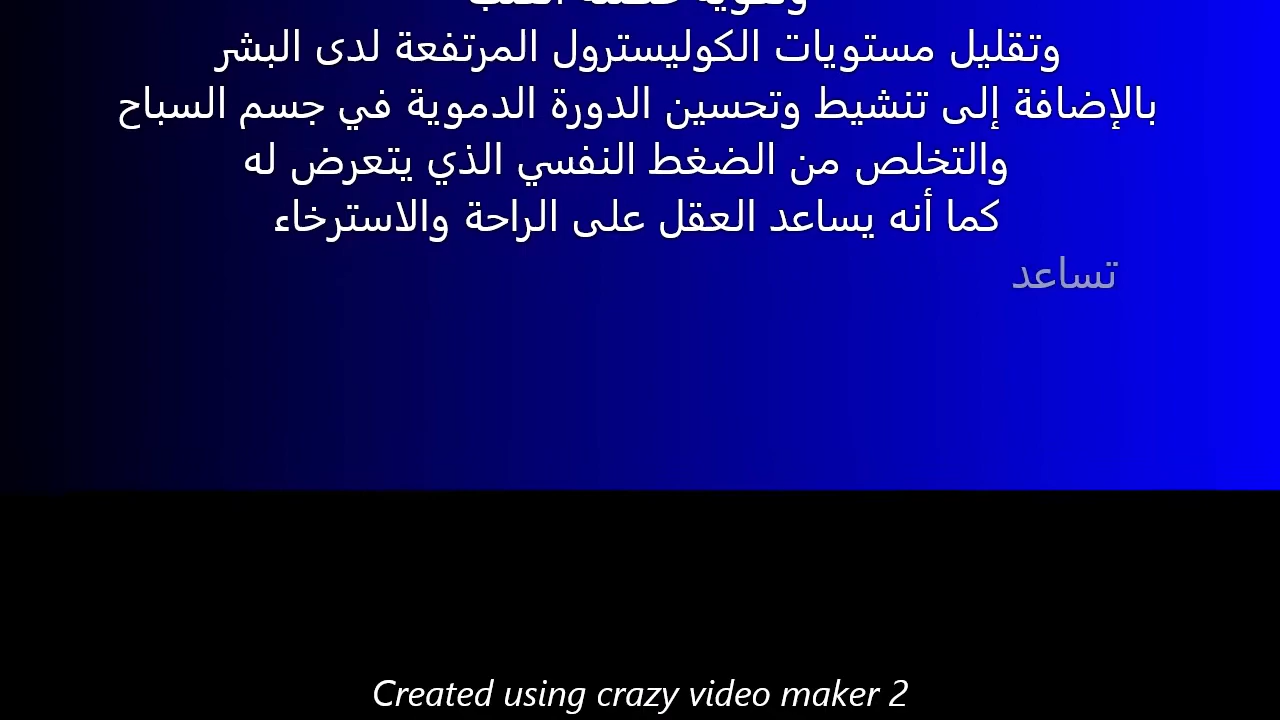 وتقليل مستويات الكوليسترول المرتفعة لدى البشر
بالإضافة إلى تنشيط وتحسين الدورة الدموية في جسم السباح
والتخلص من الضغط النفسي الذي يتعرض له
كما أنه يساعد العقل على الراحة والاسترخاء
تساعد
Created using crazy video maker 2